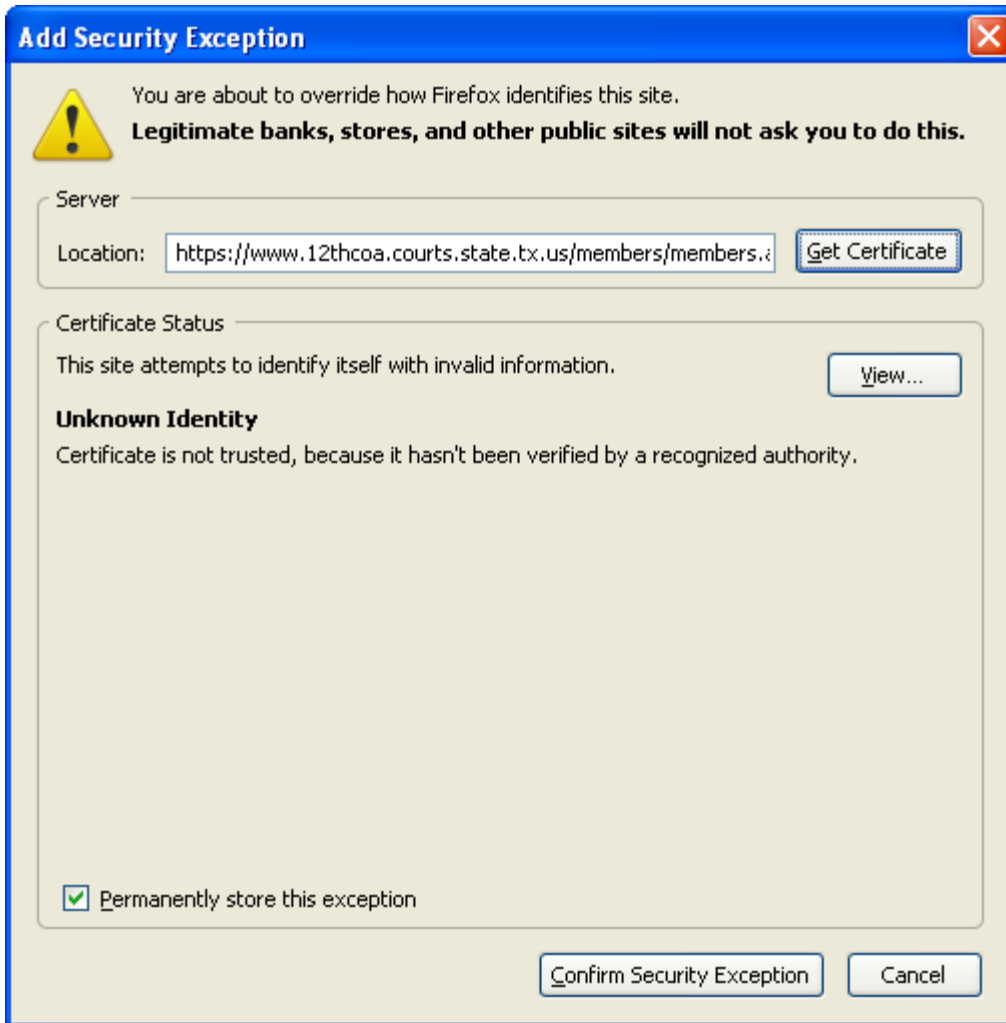 Add Security Exception
You are about to override how Firefox identifies this site.
Legitimate banks, stores, and other public sites will not ask you to do this.
Server
Location: https://www.12thcoa.courts.state.tx.us/members/members.a Get Certificate
Certificate Status
This site attempts to identify itself with invalid information.
View...
Unknown Identity
Certificate is not trusted, because it hasn't been verified by a recognized authority.
Permanently store this exception
Confirm Security Exception Cancel